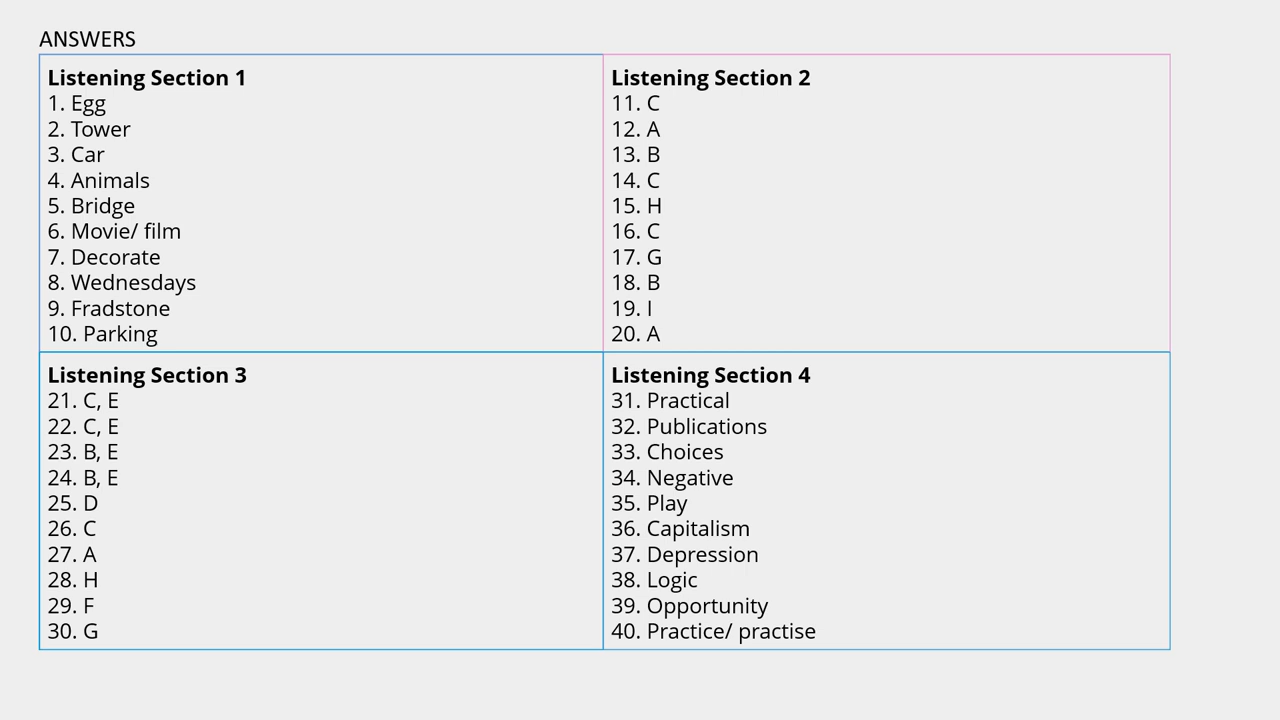 ANSWERS
Listening Section 1
1. Egg
2. Tower
3. Car
4. Animals
5. Bridge
6. Movie/ film
7. Decorate
8. Wednesdays
9. Fradstone
10. Parking
Listening Section 2
11. C
12. A
13. B
14. C
15. H
16. C
17. G
18. B
19. I
20. A
Listening Section 3
21. C, E
22. C, E
23. B, E
24. B, E
25. D
26. C
27. A
28. H
29. F
30. G
Listening Section 4
31. Practical
32. Publications
33. Choices
34. Negative
35. Play
36. Capitalism
37. Depression
38. Logic
39. Opportunity
40. Practice/ practise